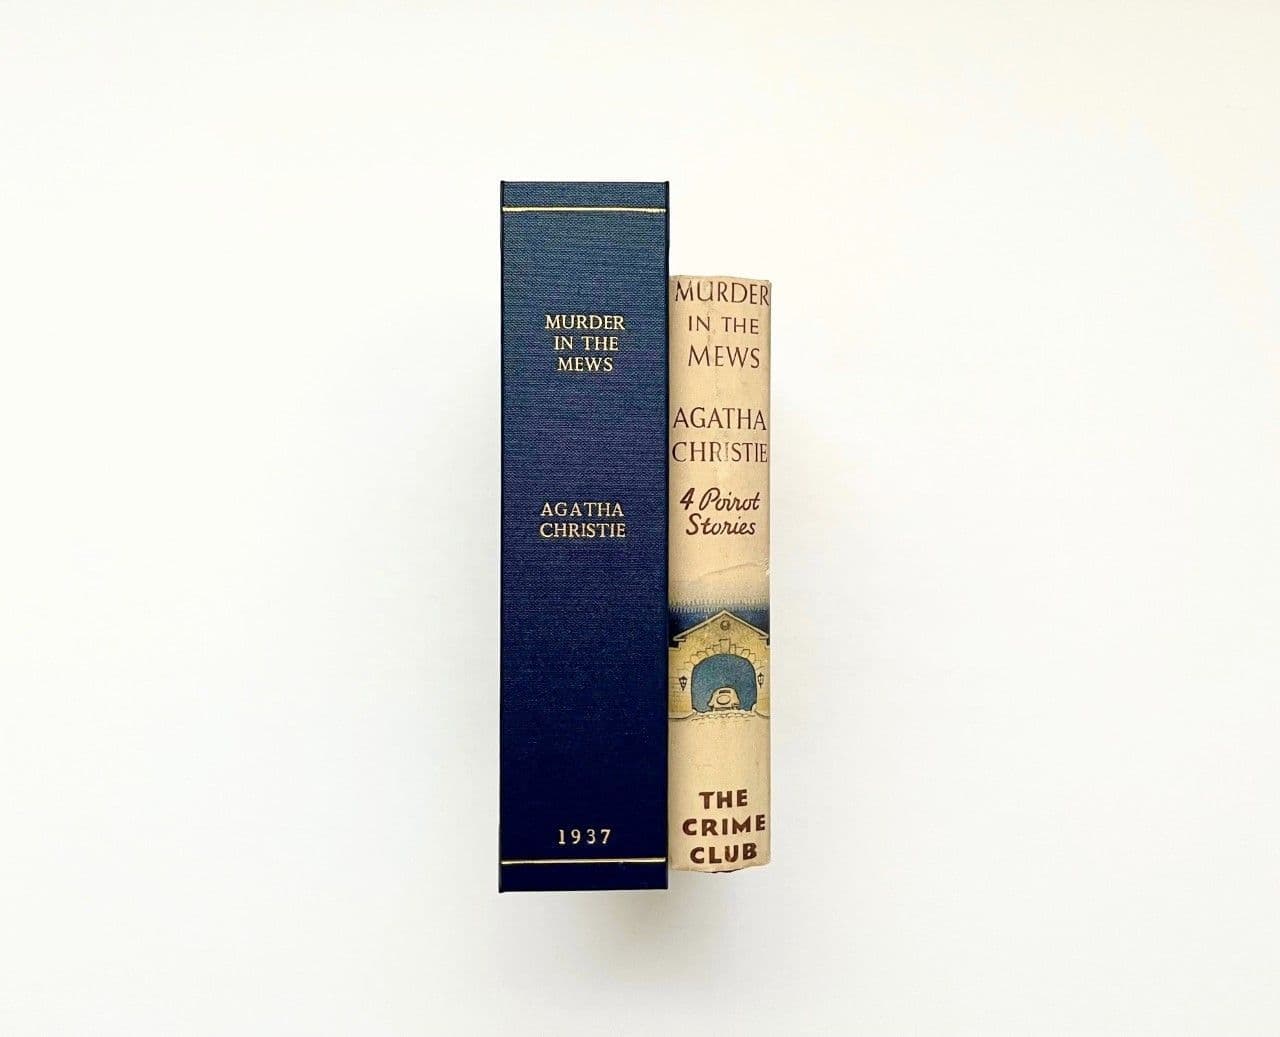 MURDER
IN THE
MEWS
AGATHA
CHRISTIE
1937
MURDER
IN THE
MEWS
AGATHA
CHRISTIE
4 Poirot
Stories
THE
CRIME
CLUB